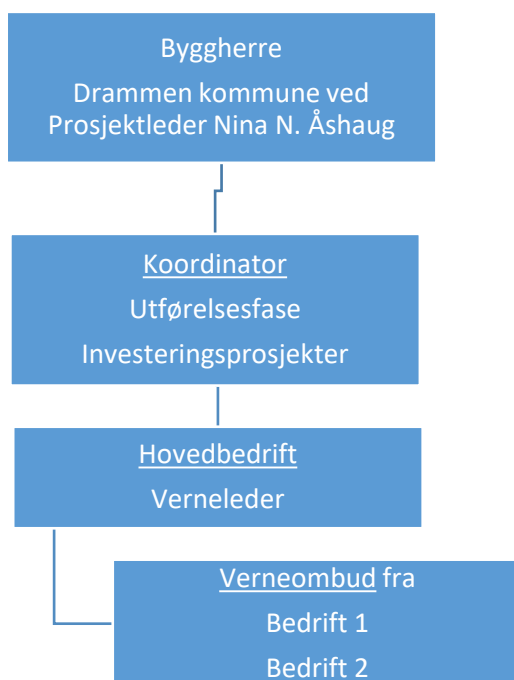 Byggherre
Drammen kommune ved
Prosjektleder Nina N. Åshaug
Koordinator
Utførelsesfase
Investeringsprosjekter
Hovedbedrift
Verneleder
Verneombud fra
Bedrift 1
Bedrift 2